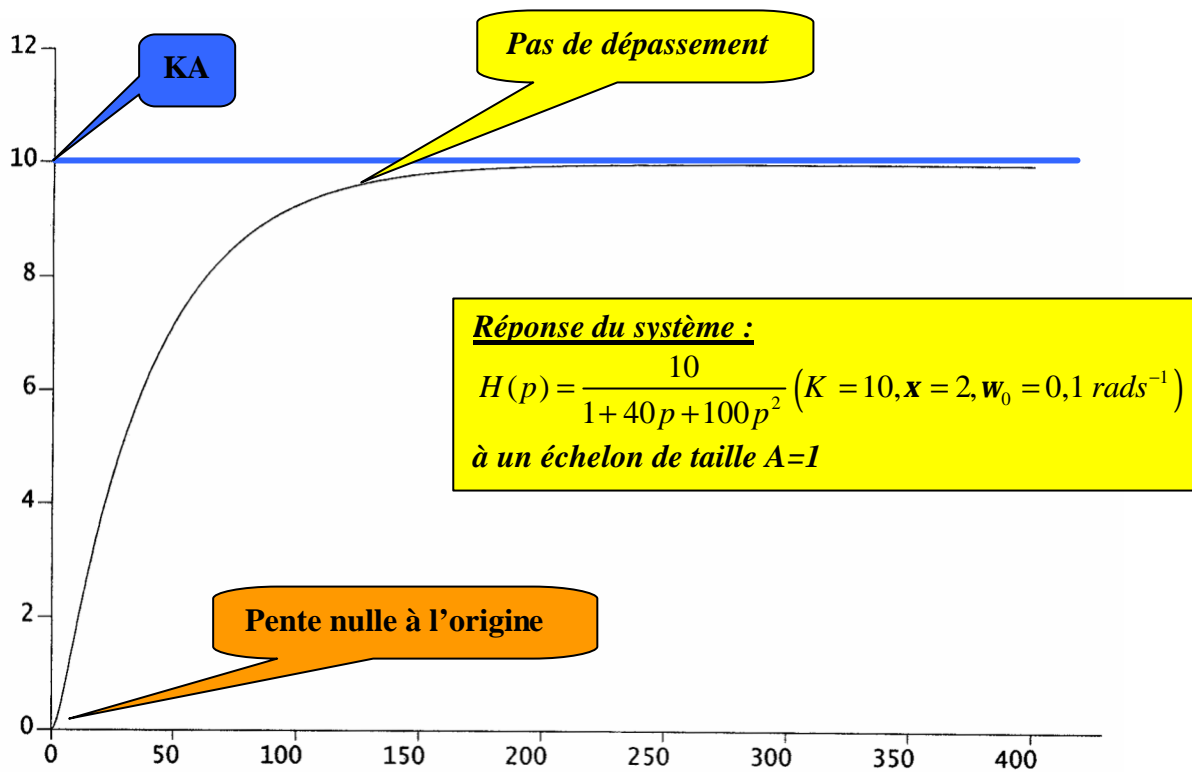 12
KA
Pas de dépassement
10
8
Réponse du système :
H(p) = 10 / (1 + 40p + 100p²) (K = 10, x = 2, w₀ = 0,1 rads⁻¹)
à un échelon de taille A=1
6
4
2
Pente nulle à l'origine
0
0 50 100 150 200 250 300 350 400